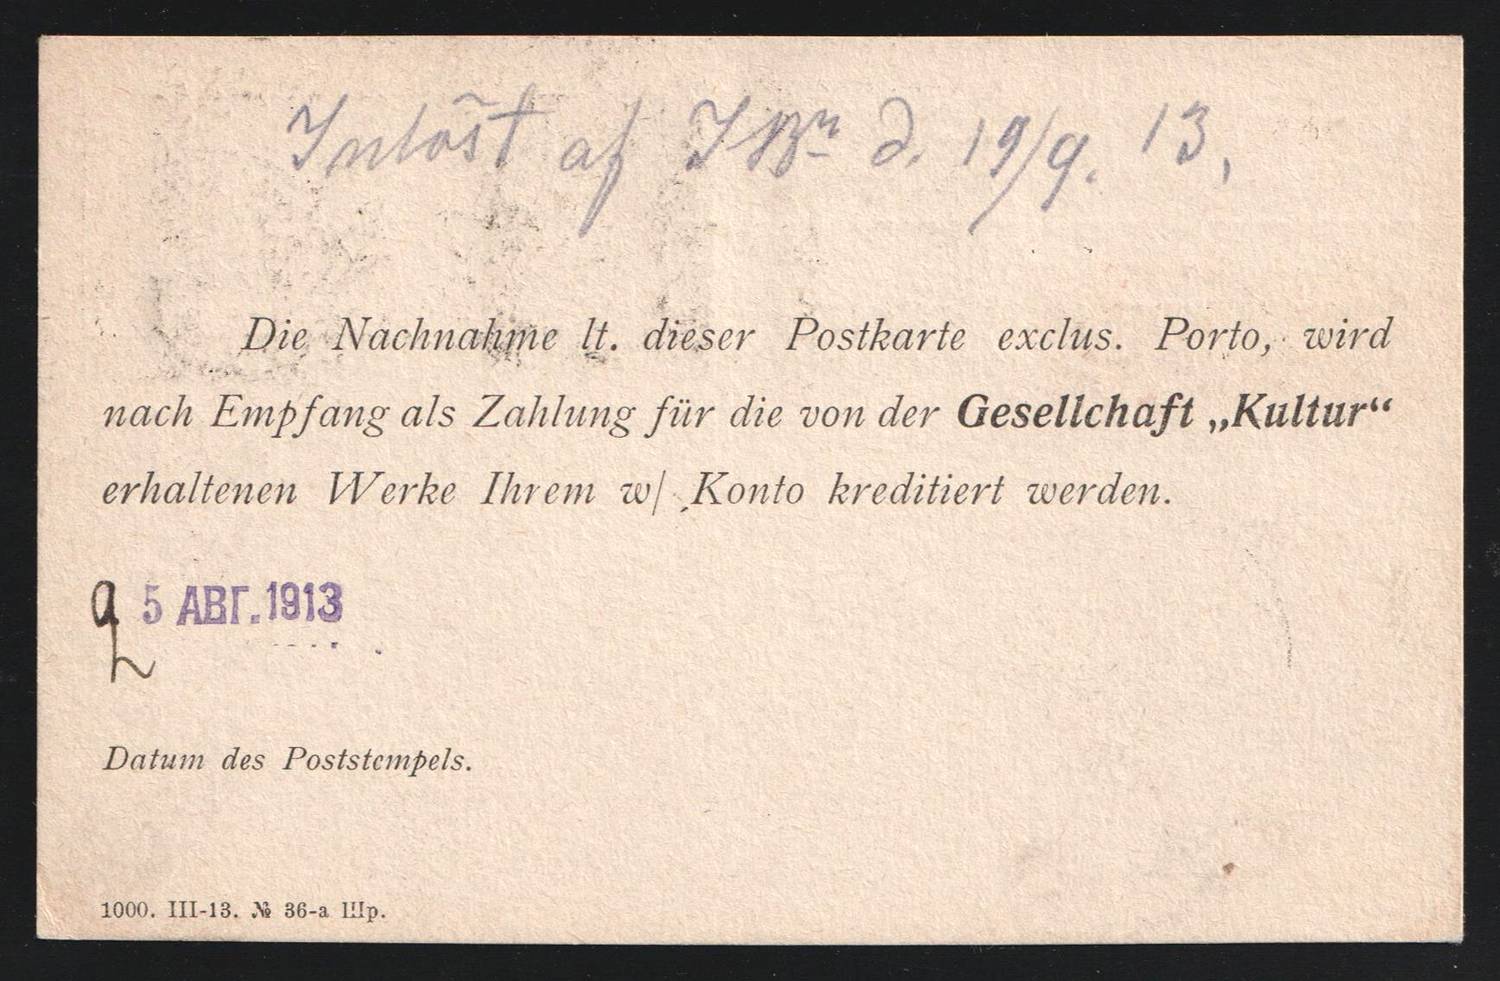 Inlöst af d. 19/9. 13,
Die Nachnahme lt. dieser Postkarte exclus. Porto, wird
nach Empfang als Zahlung für die von der Gesellchaft „Kultur“
erhaltenen Werke Ihrem w/ Konto kreditiert werden.
5 АВГ. 1913
Datum des Poststempels.
1000. III-13. № 36-a Шр.